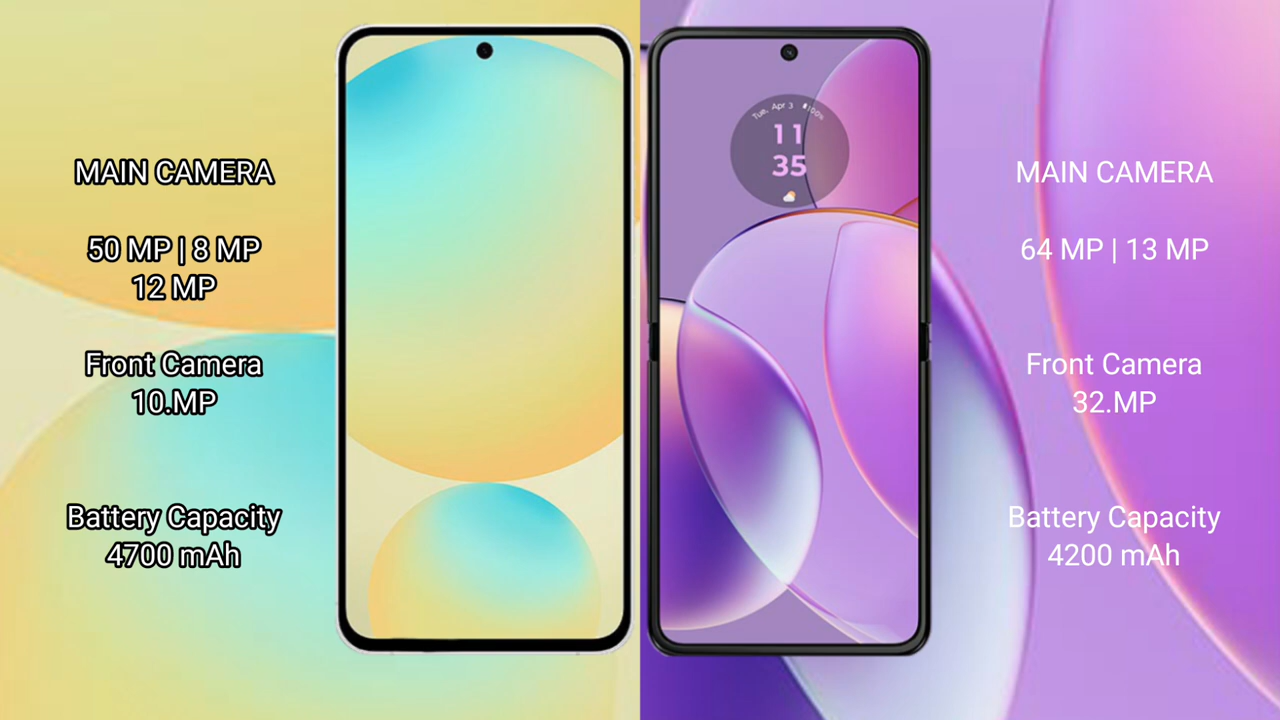 MAIN CAMERA
50 MP | 8 MP
12 MP
Front Camera
10.MP
Battery Capacity
4700 mAh
Tue, Apr 3 100%
11
35
MAIN CAMERA
64 MP | 13 MP
Front Camera
32.MP
Battery Capacity
4200 mAh